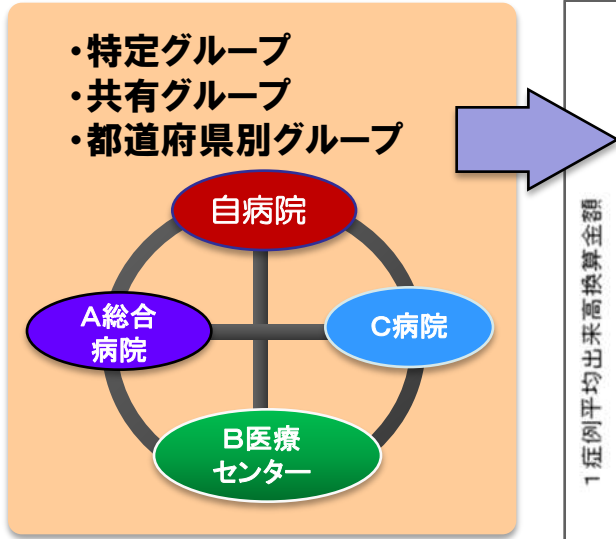 ・特定グループ
・共有グループ
・都道府県別グループ
自病院
A総合
病院
C病院
B医療
センター
1症例平均出来高換算金額